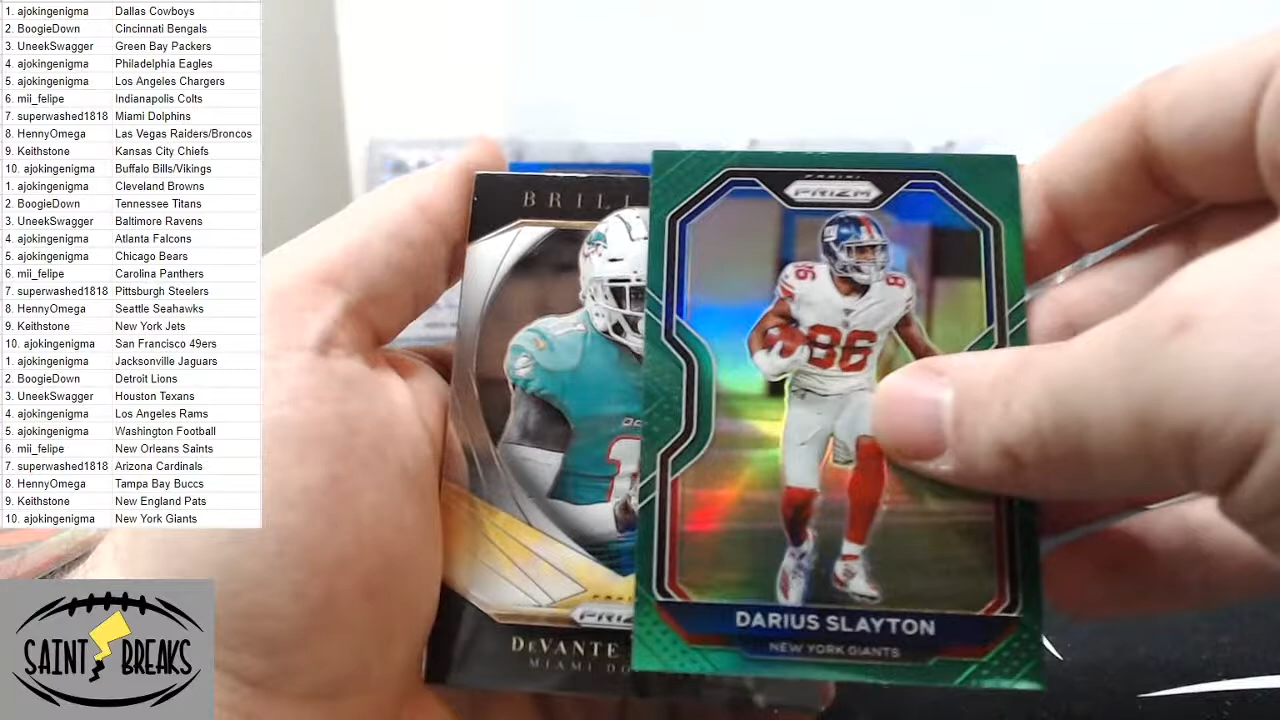 1. ajokingenigma Dallas Cowboys
2. BoogieDown Cincinnati Bengals
3. UneekSwagger Green Bay Packers
4. ajokingenigma Philadelphia Eagles
5. ajokingenigma Los Angeles Chargers
6. mii_felipe Indianapolis Colts
7. superwashed1818 Miami Dolphins
8. HennyOmega Las Vegas Raiders/Broncos
9. Keithstone Kansas City Chiefs
10. ajokingenigma Buffalo Bills/Vikings
1. ajokingenigma Cleveland Browns
2. BoogieDown Tennessee Titans
3. UneekSwagger Baltimore Ravens
4. ajokingenigma Atlanta Falcons
5. ajokingenigma Chicago Bears
6. mii_felipe Carolina Panthers
7. superwashed1818 Pittsburgh Steelers
8. HennyOmega Seattle Seahawks
9. Keithstone New York Jets
10. ajokingenigma San Francisco 49ers
1. ajokingenigma Jacksonville Jaguars
2. BoogieDown Detroit Lions
3. UneekSwagger Houston Texans
4. ajokingenigma Los Angeles Rams
5. ajokingenigma Washington Football
6. mii_felipe New Orleans Saints
7. superwashed1818 Arizona Cardinals
8. HennyOmega Tampa Bay Buccs
9. Keithstone New England Pats
10. ajokingenigma New York Giants
SAINT BREAKS
BRILL
PRIZ
DEVANTE
MIAMI DO
PANINI
PRIZM
86
86
DARIUS SLAYTON
NEW YORK GIANTS